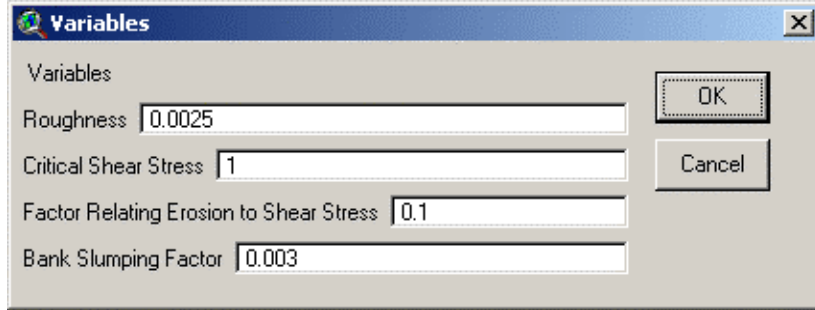 Variables
Variables
Roughness 0.0025
Critical Shear Stress 1
Factor Relating Erosion to Shear Stress 0.1
Bank Slumping Factor 0.003
OK
Cancel